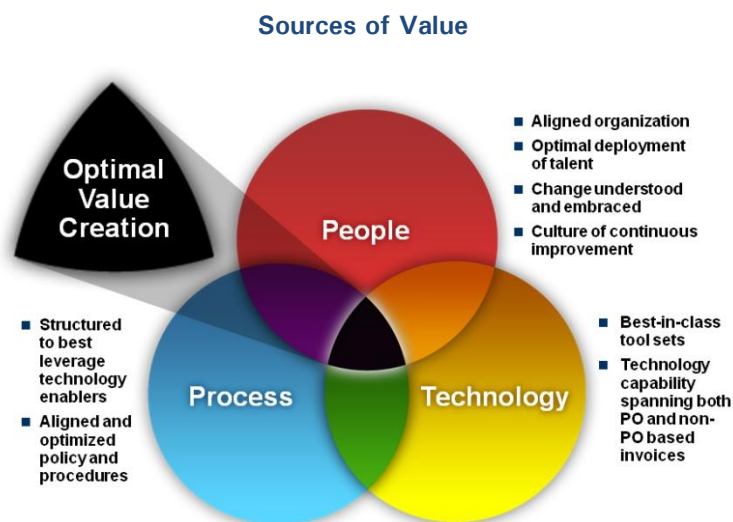 Sources of Value
Optimal
Value
Creation
People
Aligned organization
Optimal deployment
of talent
Change understood
and embraced
Culture of continuous
improvement
Structured
to best
leverage
technology
enablers
Aligned and
optimized
policy and
procedures
Process
Technology
Best-in-class
tool sets
Technology
capability
spanning both
PO and non-
PO based
invoices